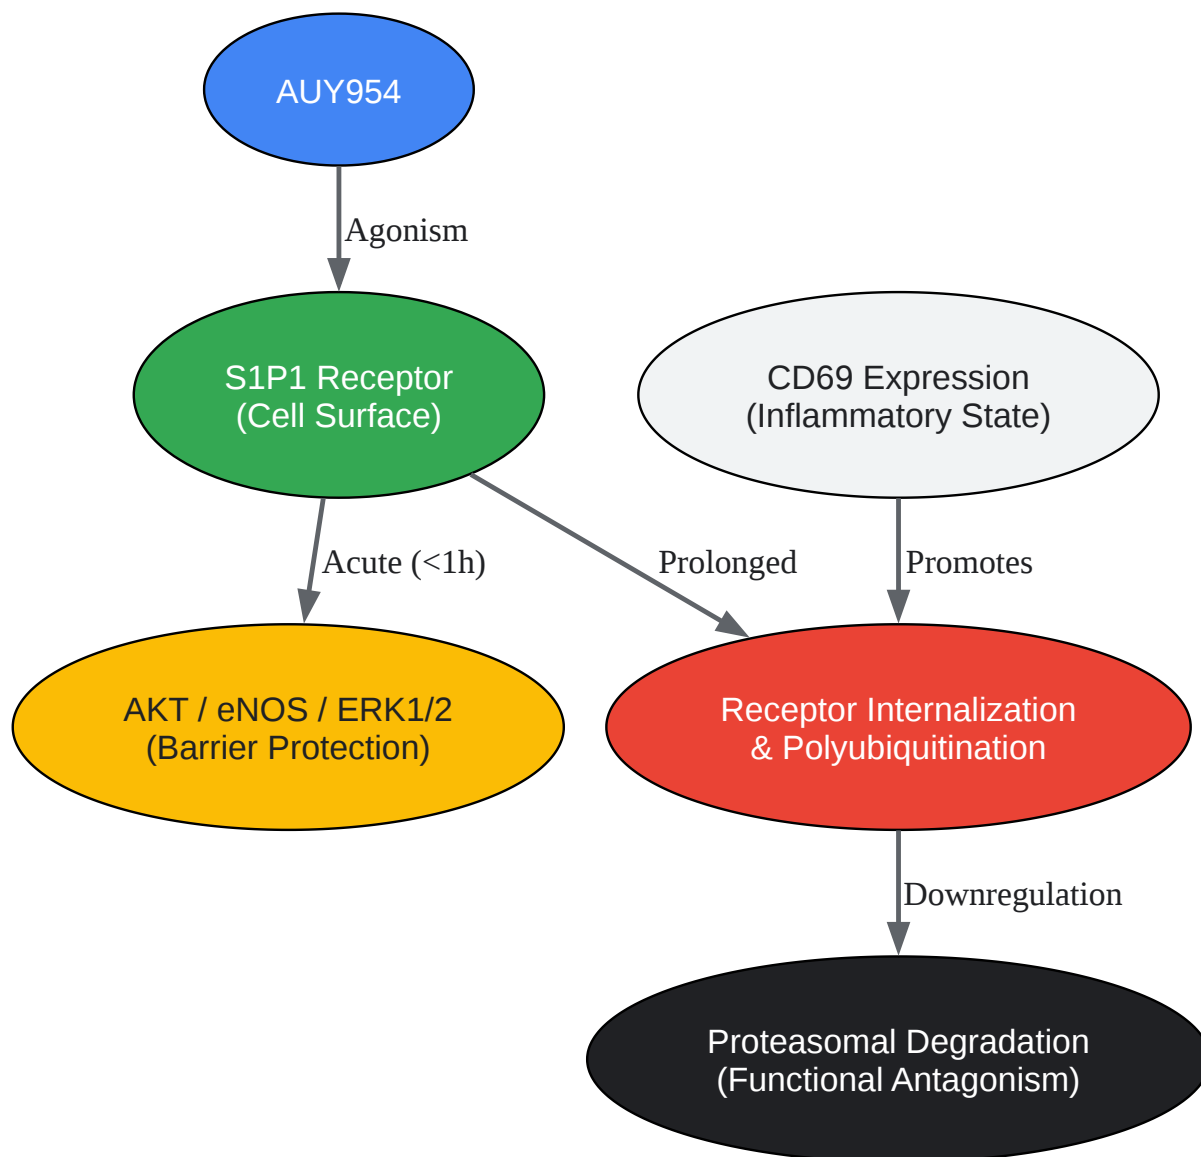 AUY954
Agonism
S1P1 Receptor
(Cell Surface)
CD69 Expression
(Inflammatory State)
Acute (<1h)
Prolonged
Promotes
AKT / eNOS / ERK1/2
(Barrier Protection)
Receptor Internalization
& Polyubiquitination
Downregulation
Proteasomal Degradation
(Functional Antagonism)